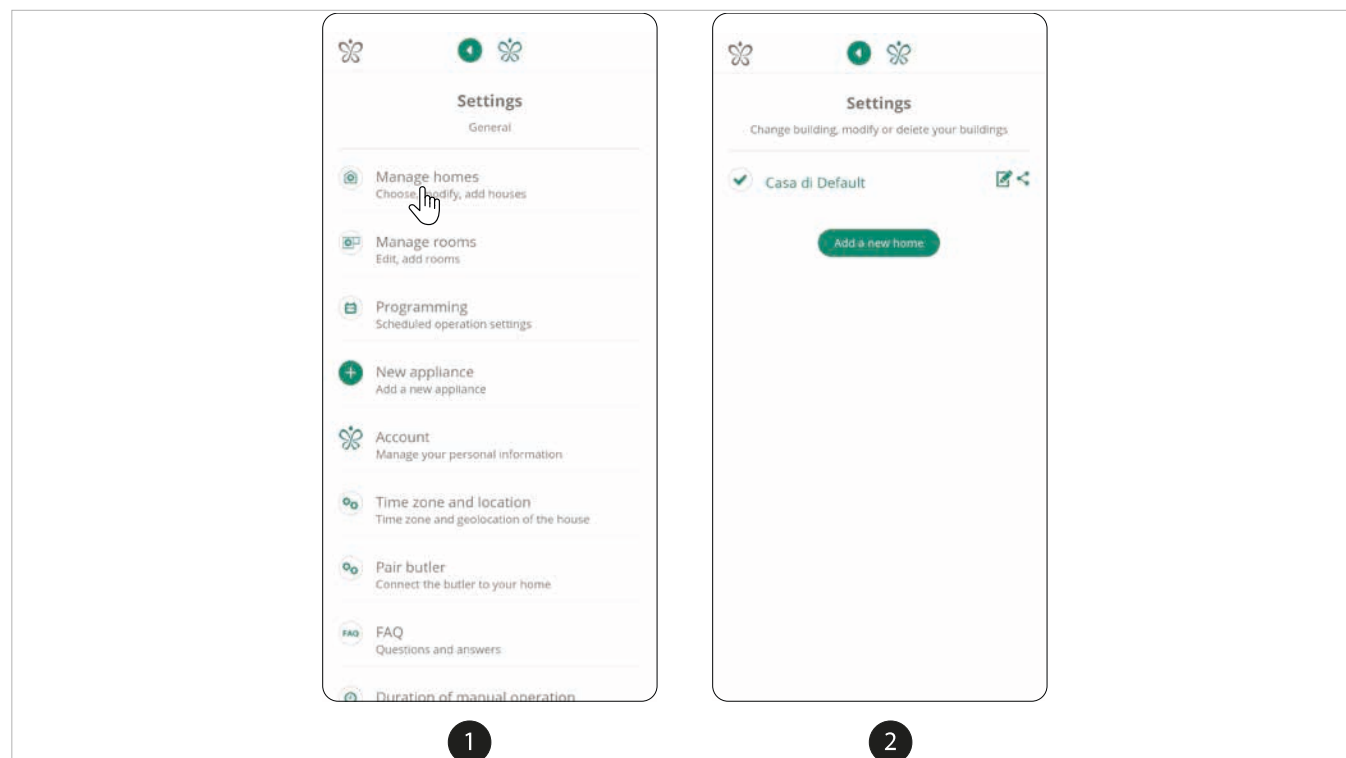 Settings
General
Manage homes
Choose, modify, add houses
Manage rooms
Edit, add rooms
Programming
Scheduled operation settings
New appliance
Add a new appliance
Account
Manage your personal information
Time zone and location
Time zone and geolocation of the house
Pair butler
Connect the butler to your home
FAQ FAQ
Questions and answers
Duration of manual operation
1
Settings
Change building, modify or delete your buildings
Casa di Default
Add a new home
2